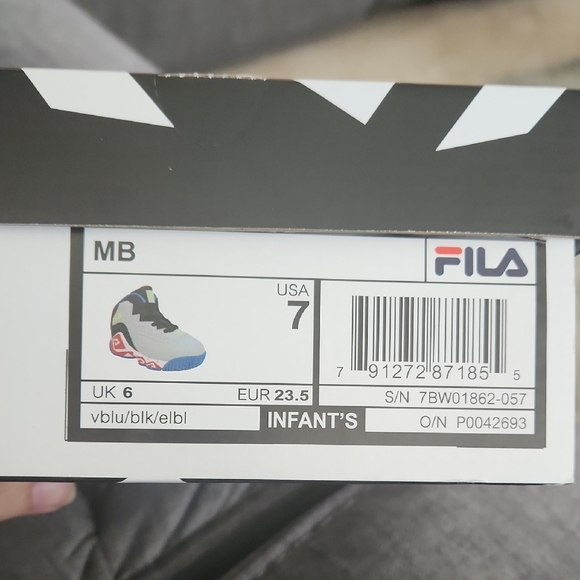 MB
FILA
USA
7
UK 6
EUR 23.5
7 91272 87185 5
S/N 7BW01862-057
vblu/blk/elbl
INFANT'S
O/N P0042693